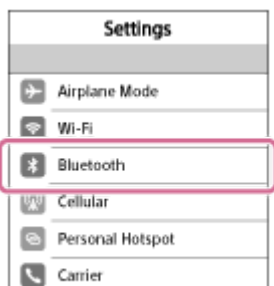 Settings
Airplane Mode
Wi-Fi
Bluetooth
Cellular
Personal Hotspot
Carrier